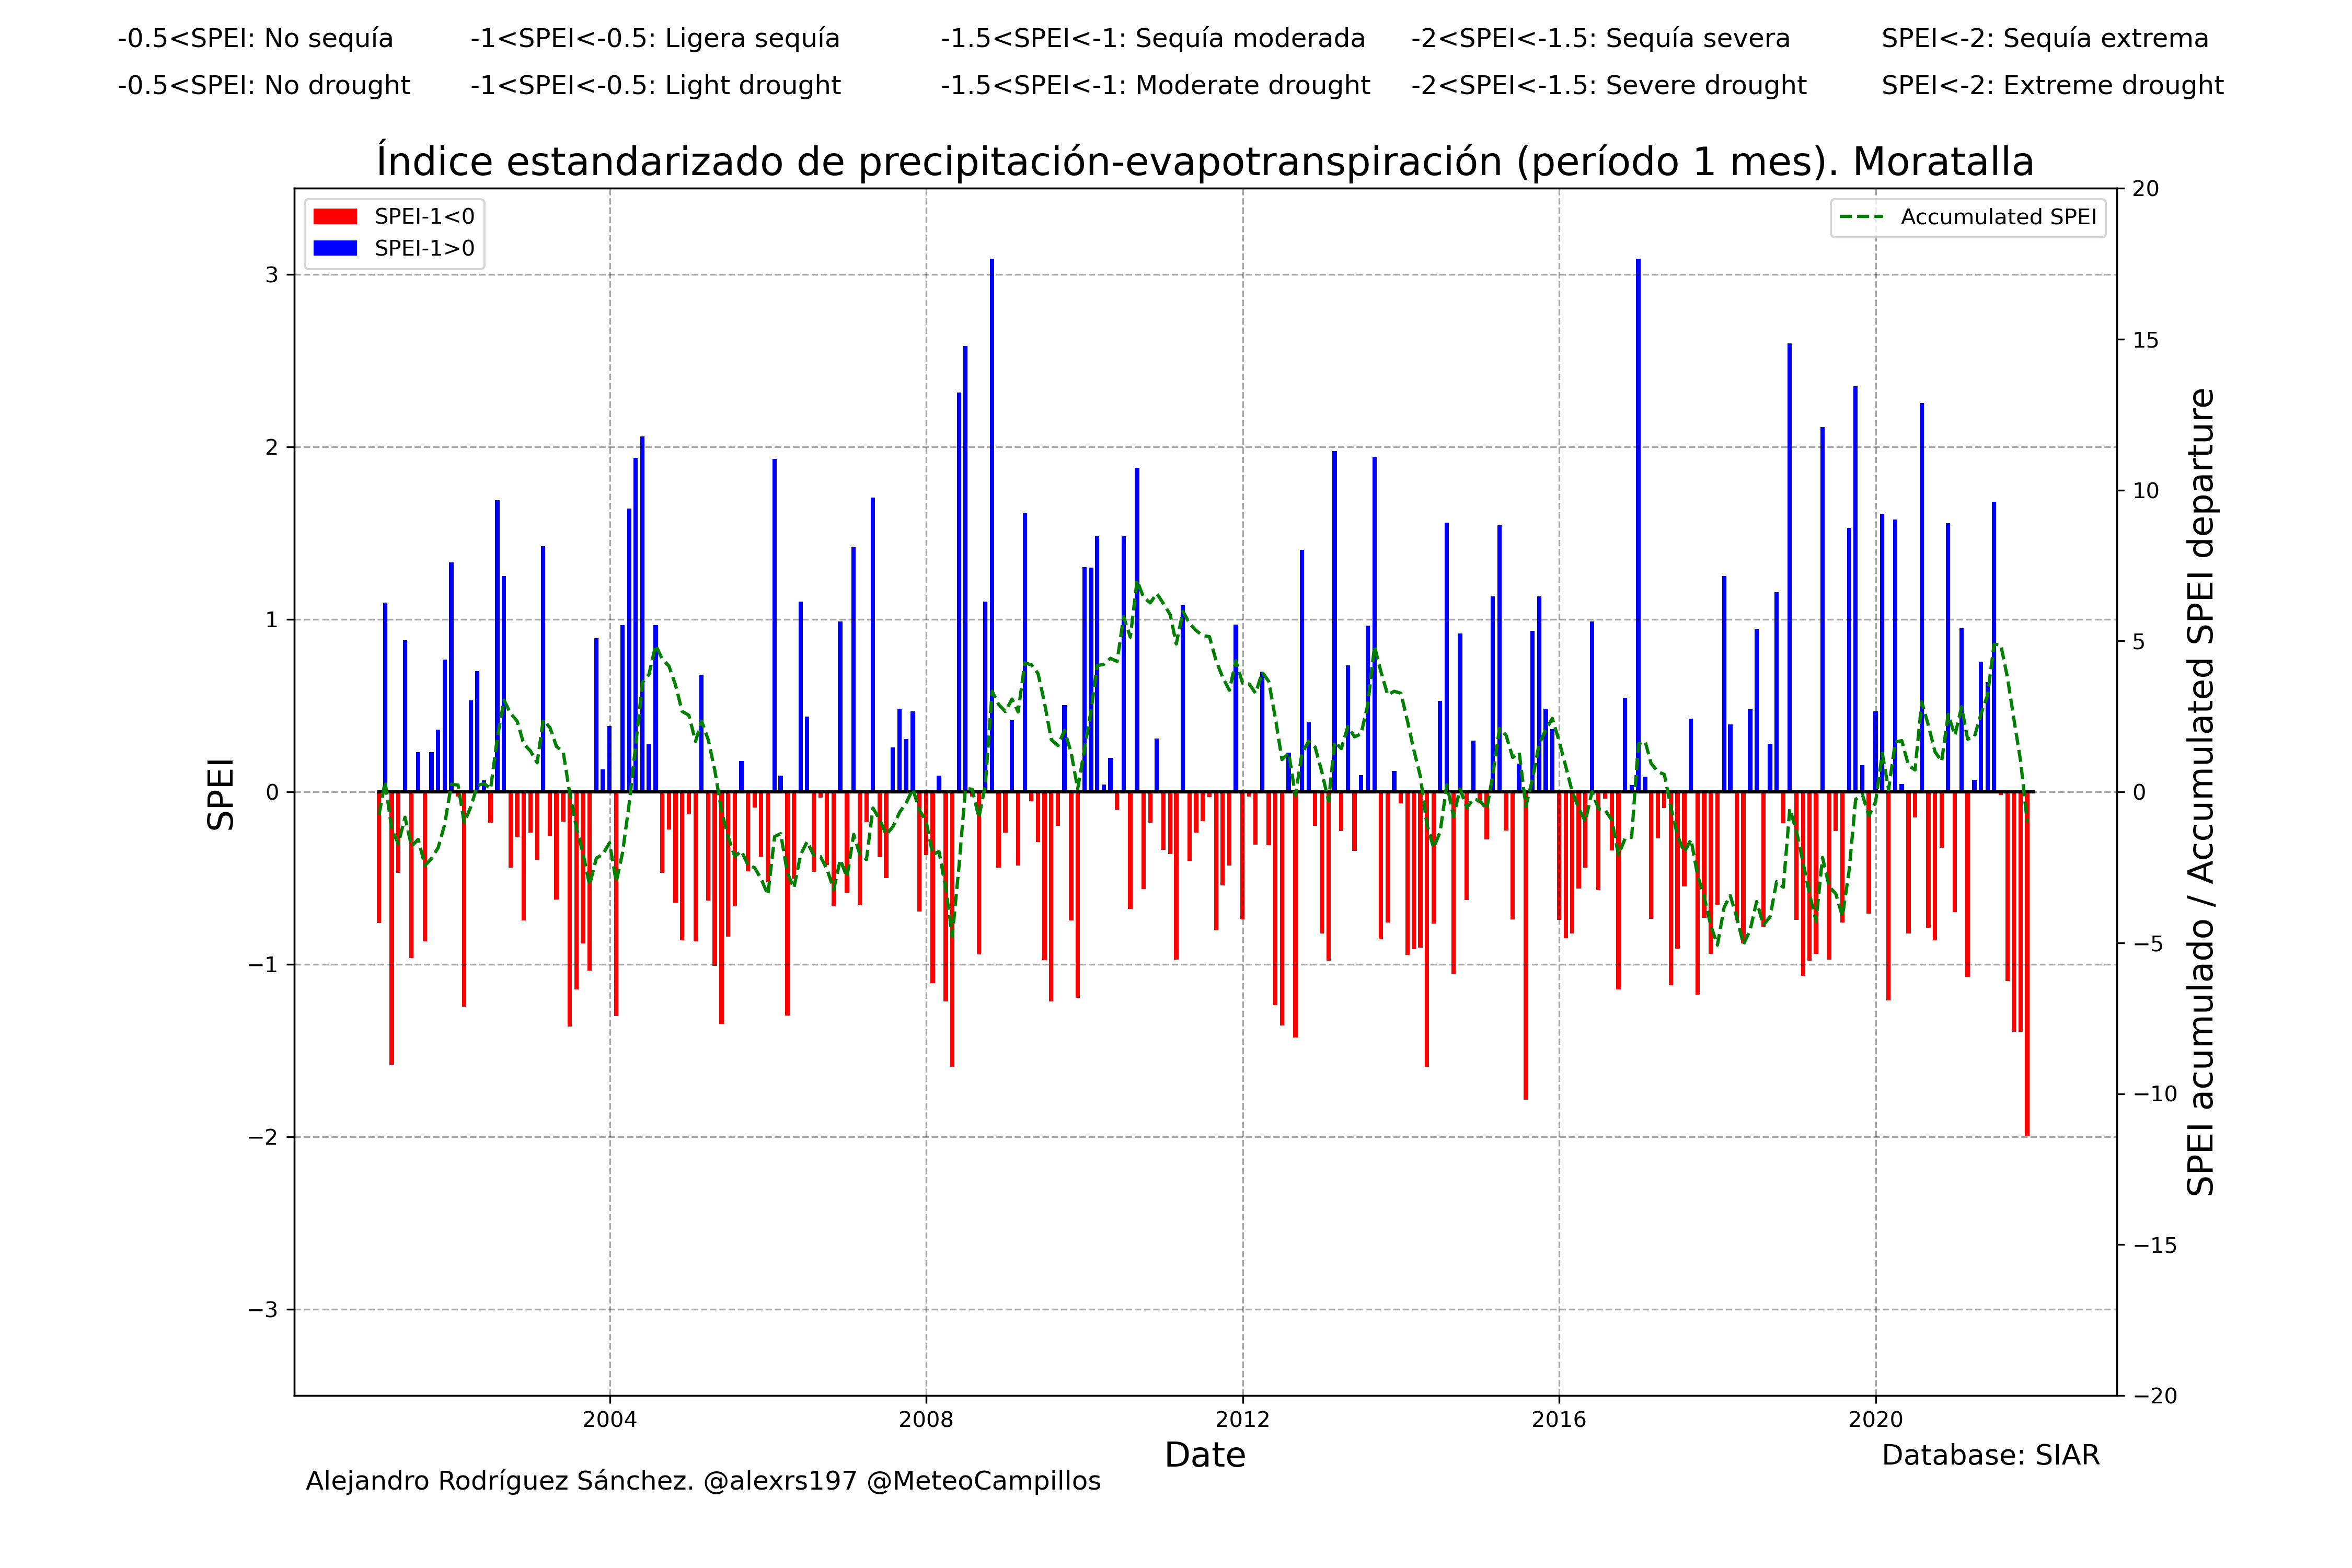 -0.5<SPEI: No sequía -1<SPEI<-0.5: Ligera sequía -1.5<SPEI<-1: Sequía moderada -2<SPEI<-1.5: Sequía severa SPEI<-2: Sequía extrema
-0.5<SPEI: No drought -1<SPEI<-0.5: Light drought -1.5<SPEI<-1: Moderate drought -2<SPEI<-1.5: Severe drought SPEI<-2: Extreme drought
Índice estandarizado de precipitación-evapotranspiración (período 1 mes). Moratalla
SPEI-1<0
SPEI-1>0
Accumulated SPEI
SPEI
3
2
1
0
−1
−2
−3
20
15
10
5
0
−5
−10
−15
−20
SPEI acumulado / Accumulated SPEI departure
2004 2008 2012 2016 2020
Date
Database: SIAR
Alejandro Rodríguez Sánchez. @alexrs197 @MeteoCampillos